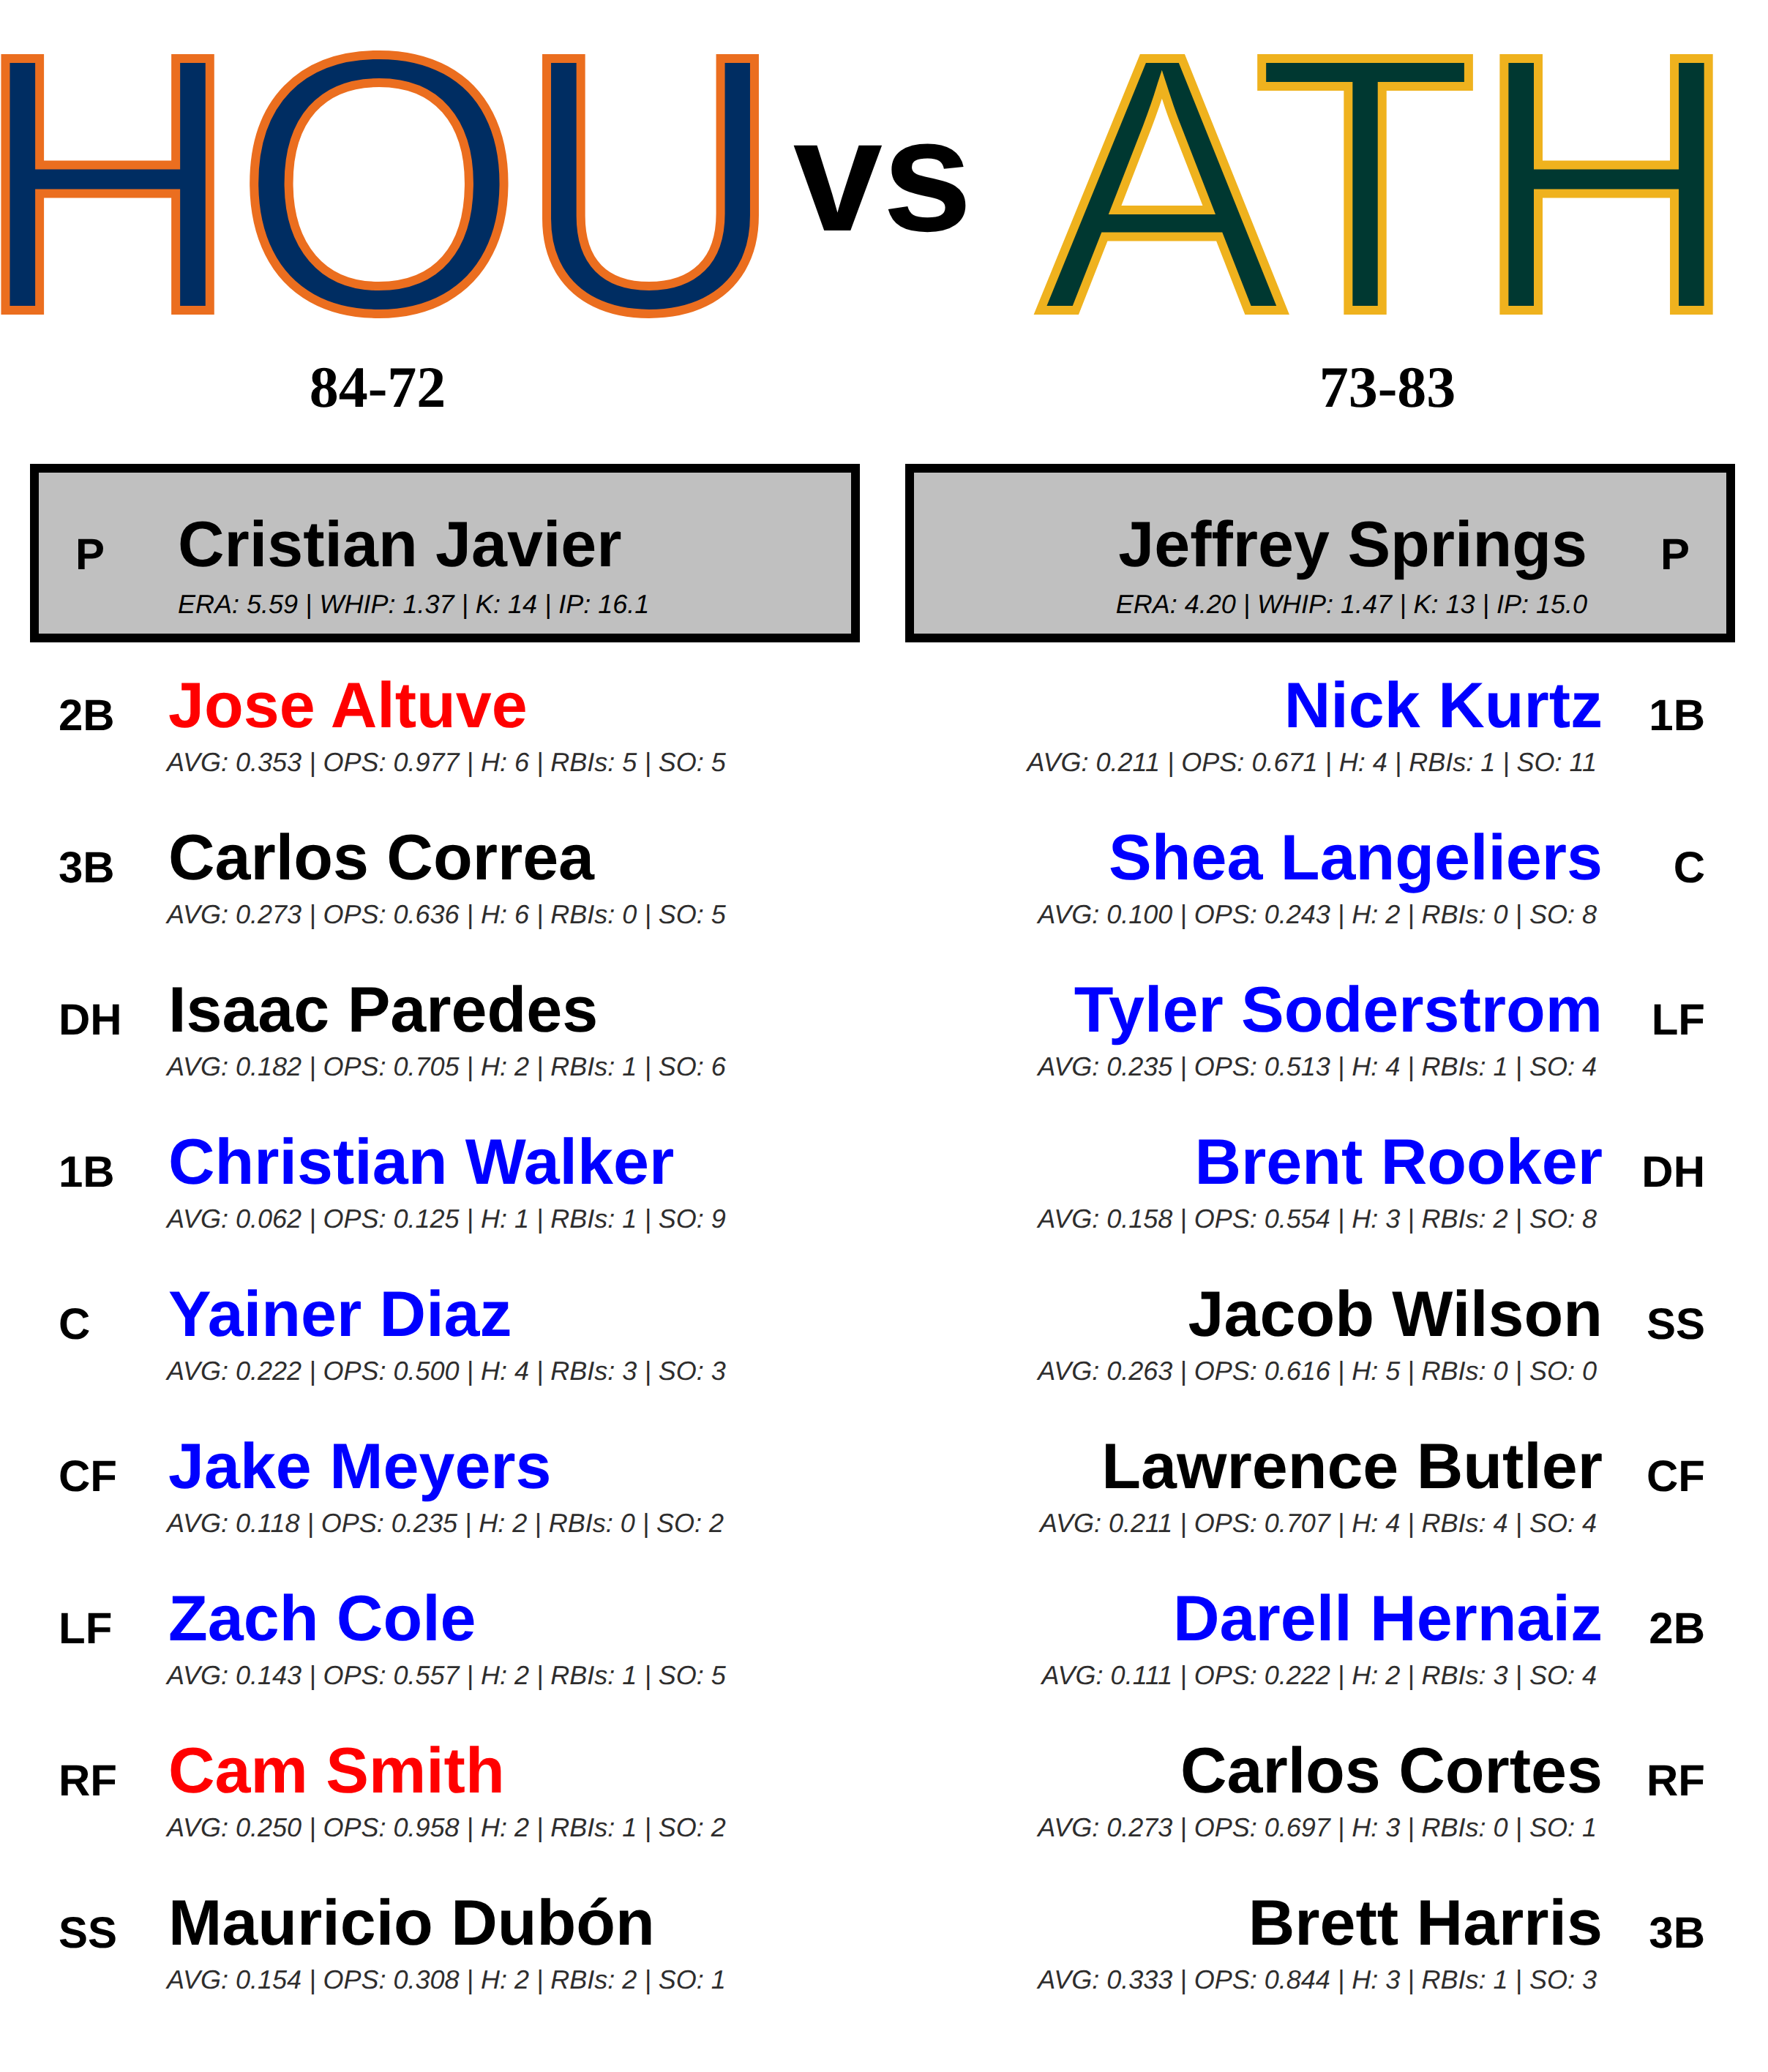 HOU vs ATH
84-72 73-83
P Cristian Javier
ERA: 5.59 | WHIP: 1.37 | K: 14 | IP: 16.1
Jeffrey Springs P
ERA: 4.20 | WHIP: 1.47 | K: 13 | IP: 15.0
2B Jose Altuve
AVG: 0.353 | OPS: 0.977 | H: 6 | RBIs: 5 | SO: 5
Nick Kurtz 1B
AVG: 0.211 | OPS: 0.671 | H: 4 | RBIs: 1 | SO: 11
3B Carlos Correa
AVG: 0.273 | OPS: 0.636 | H: 6 | RBIs: 0 | SO: 5
Shea Langeliers C
AVG: 0.100 | OPS: 0.243 | H: 2 | RBIs: 0 | SO: 8
DH Isaac Paredes
AVG: 0.182 | OPS: 0.705 | H: 2 | RBIs: 1 | SO: 6
Tyler Soderstrom LF
AVG: 0.235 | OPS: 0.513 | H: 4 | RBIs: 1 | SO: 4
1B Christian Walker
AVG: 0.062 | OPS: 0.125 | H: 1 | RBIs: 1 | SO: 9
Brent Rooker DH
AVG: 0.158 | OPS: 0.554 | H: 3 | RBIs: 2 | SO: 8
C Yainer Diaz
AVG: 0.222 | OPS: 0.500 | H: 4 | RBIs: 3 | SO: 3
Jacob Wilson SS
AVG: 0.263 | OPS: 0.616 | H: 5 | RBIs: 0 | SO: 0
CF Jake Meyers
AVG: 0.118 | OPS: 0.235 | H: 2 | RBIs: 0 | SO: 2
Lawrence Butler CF
AVG: 0.211 | OPS: 0.707 | H: 4 | RBIs: 4 | SO: 4
LF Zach Cole
AVG: 0.143 | OPS: 0.557 | H: 2 | RBIs: 1 | SO: 5
Darell Hernaiz 2B
AVG: 0.111 | OPS: 0.222 | H: 2 | RBIs: 3 | SO: 4
RF Cam Smith
AVG: 0.250 | OPS: 0.958 | H: 2 | RBIs: 1 | SO: 2
Carlos Cortes RF
AVG: 0.273 | OPS: 0.697 | H: 3 | RBIs: 0 | SO: 1
SS Mauricio Dubón
AVG: 0.154 | OPS: 0.308 | H: 2 | RBIs: 2 | SO: 1
Brett Harris 3B
AVG: 0.333 | OPS: 0.844 | H: 3 | RBIs: 1 | SO: 3